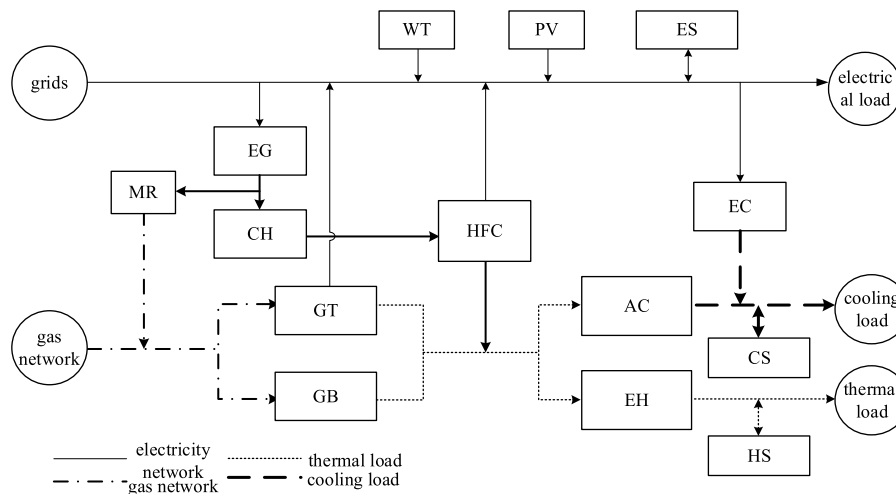 WT
PV
ES
grids
electric
al load
EG
MR
EC
CH
HFC
GT
AC
cooling
load
gas
network
CS
GB
EH
therma
load
HS
electricity
network
gas network
thermal load
cooling load